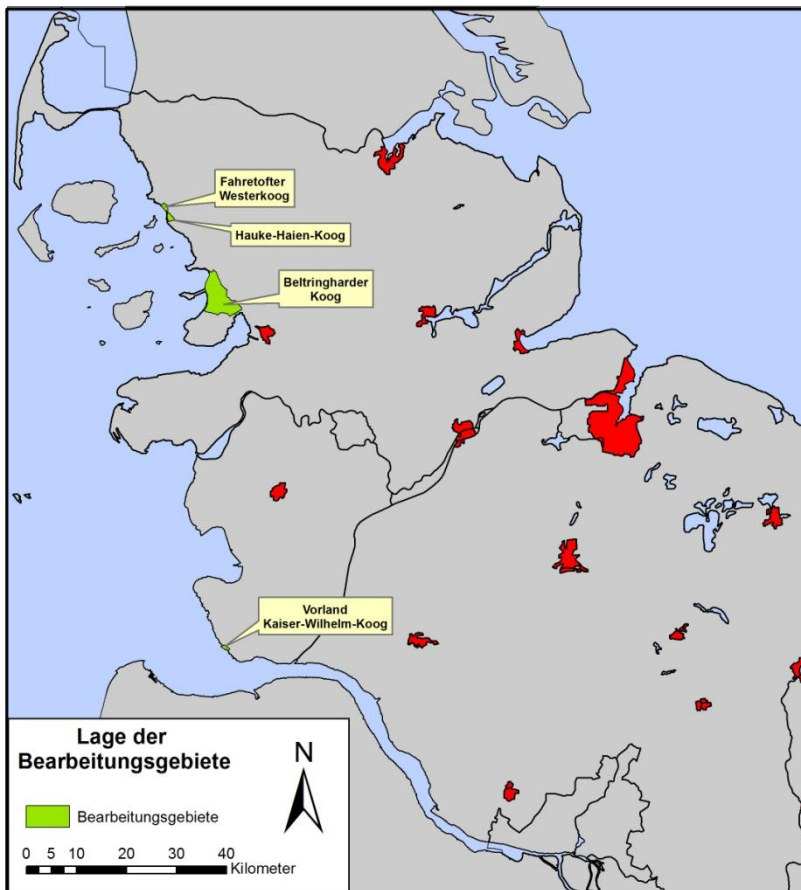 Fahretofter
Westerkoog
Hauke-Haien-Koog
Beltringharder
Koog
Vorland
Kaiser-Wilhelm-Koog
Lage der
Bearbeitungsgebiete
N
Bearbeitungsgebiete
0 5 10 20 30 40
Kilometer